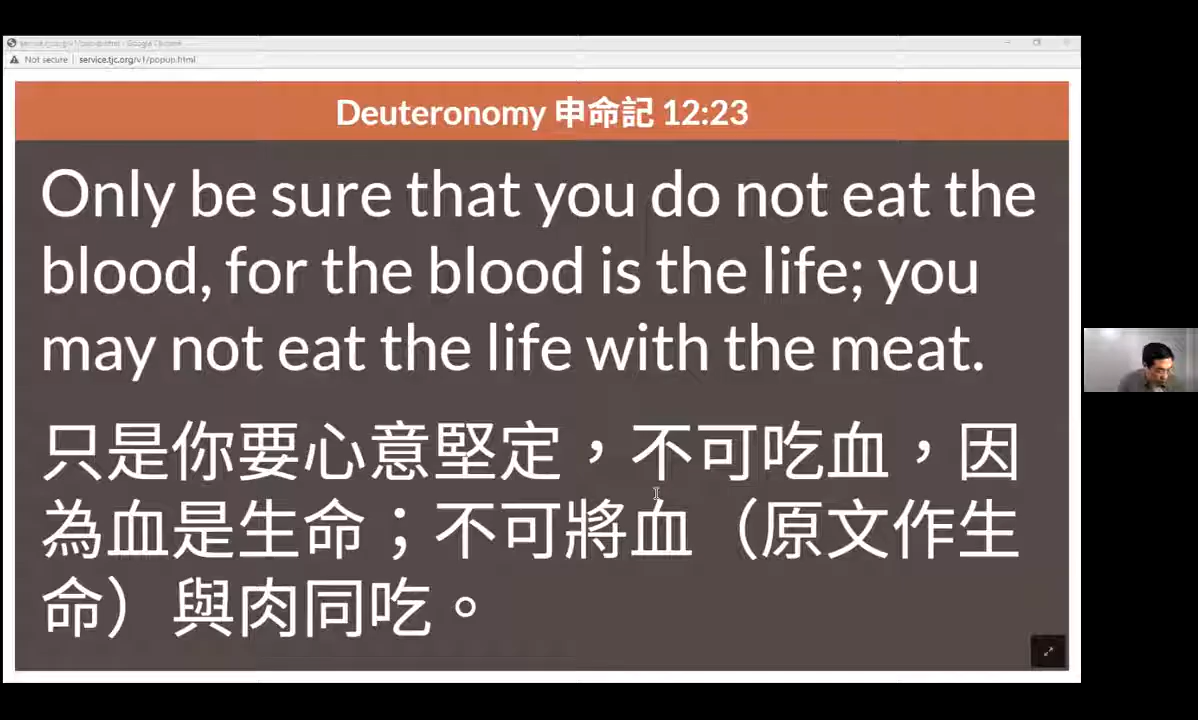 Not secure
service.tjc.org/v1/popup.html
Deuteronomy 申命記 12:23
Only be sure that you do not eat the
blood, for the blood is the life; you
may not eat the life with the meat.
只是你要心意堅定，不可吃血，因
為血是生命；不可將血（原文作生
命）與肉同吃。